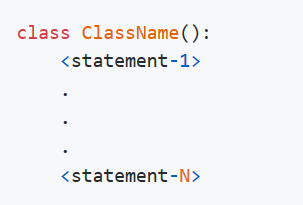 class ClassName():
    <statement-1>
    .
    .
    .
    <statement-N>